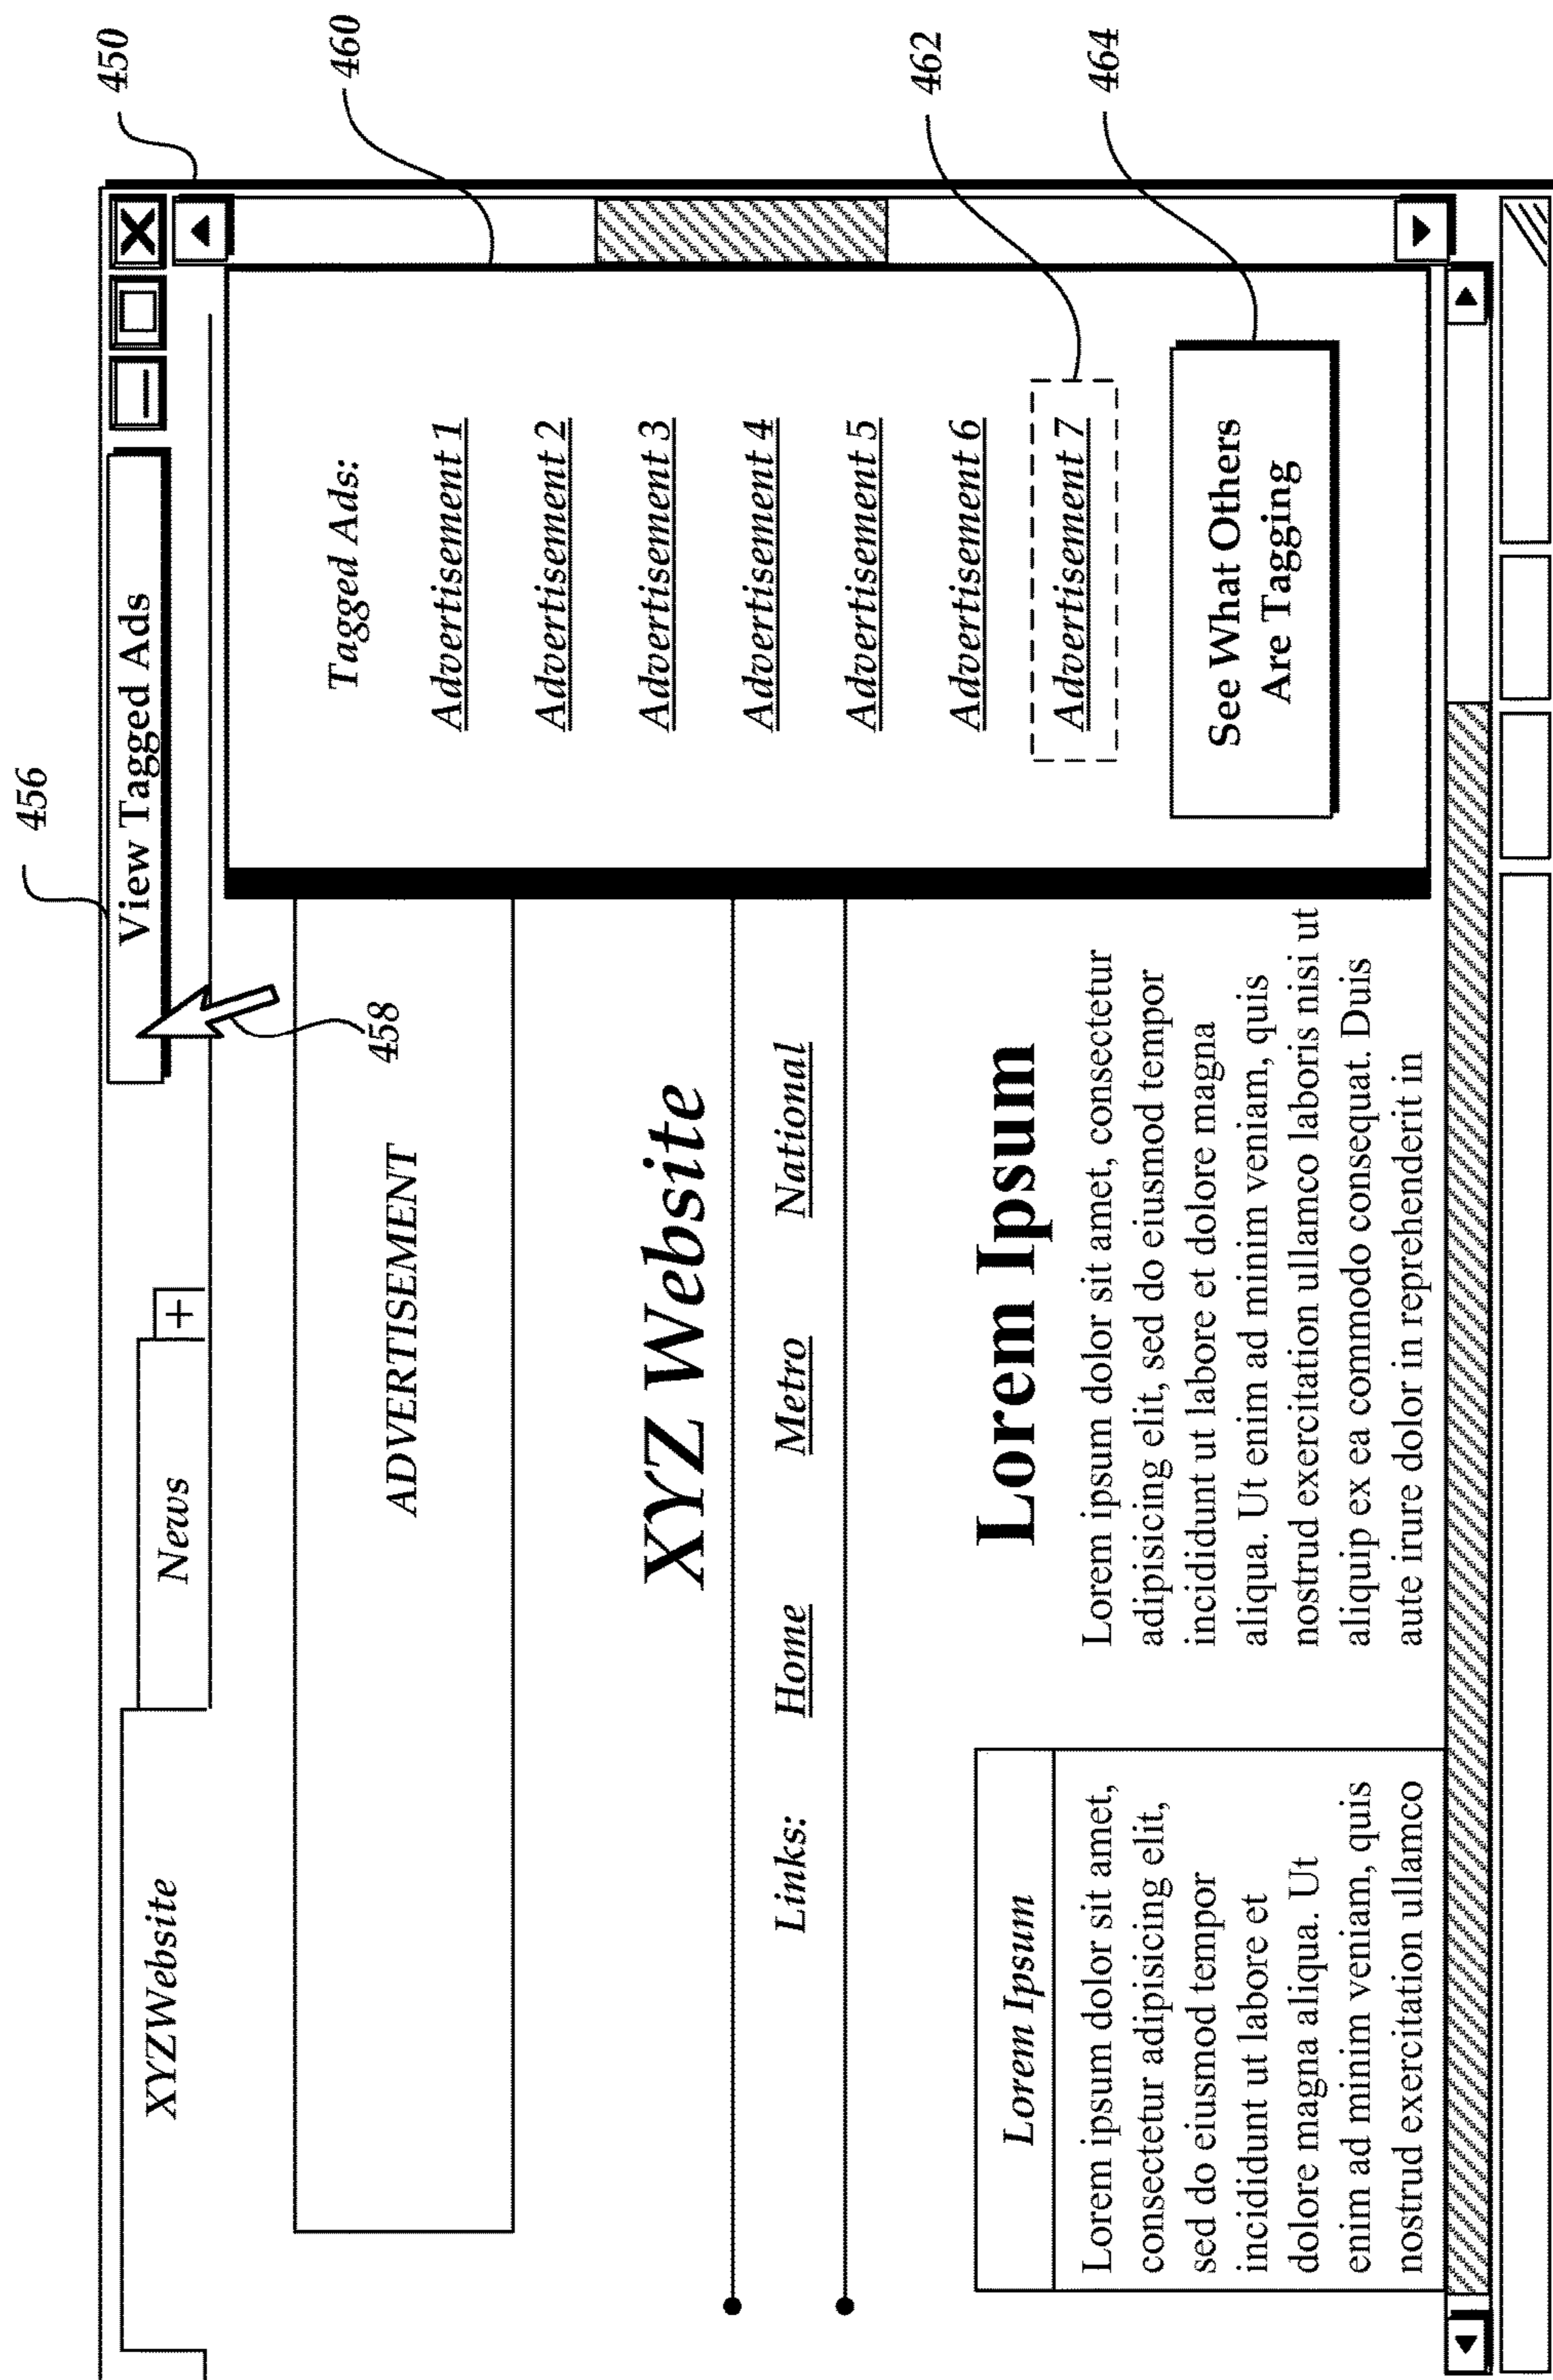 456
450
XYZWebsite
News
+
View Tagged Ads
458
460
ADVERTISEMENT
XYZ Website
Links:
Home
Metro
National
Lorem Ipsum
Lorem ipsum dolor sit amet,
consectetur adipisicing elit,
sed do eiusmod tempor
incididunt ut labore et
dolore magna aliqua. Ut
enim ad minim veniam, quis
nostrud exercitation ullamco
Lorem Ipsum
Lorem ipsum dolor sit amet, consectetur
adipisicing elit, sed do eiusmod tempor
incididunt ut labore et dolore magna
aliqua. Ut enim ad minim veniam, quis
nostrud exercitation ullamco laboris nisi ut
aliquip ex ea commodo consequat. Duis
aute irure dolor in reprehenderit in
Tagged Ads:
Advertisement 1
Advertisement 2
Advertisement 3
Advertisement 4
Advertisement 5
Advertisement 6
Advertisement 7
462
See What Others
Are Tagging
464